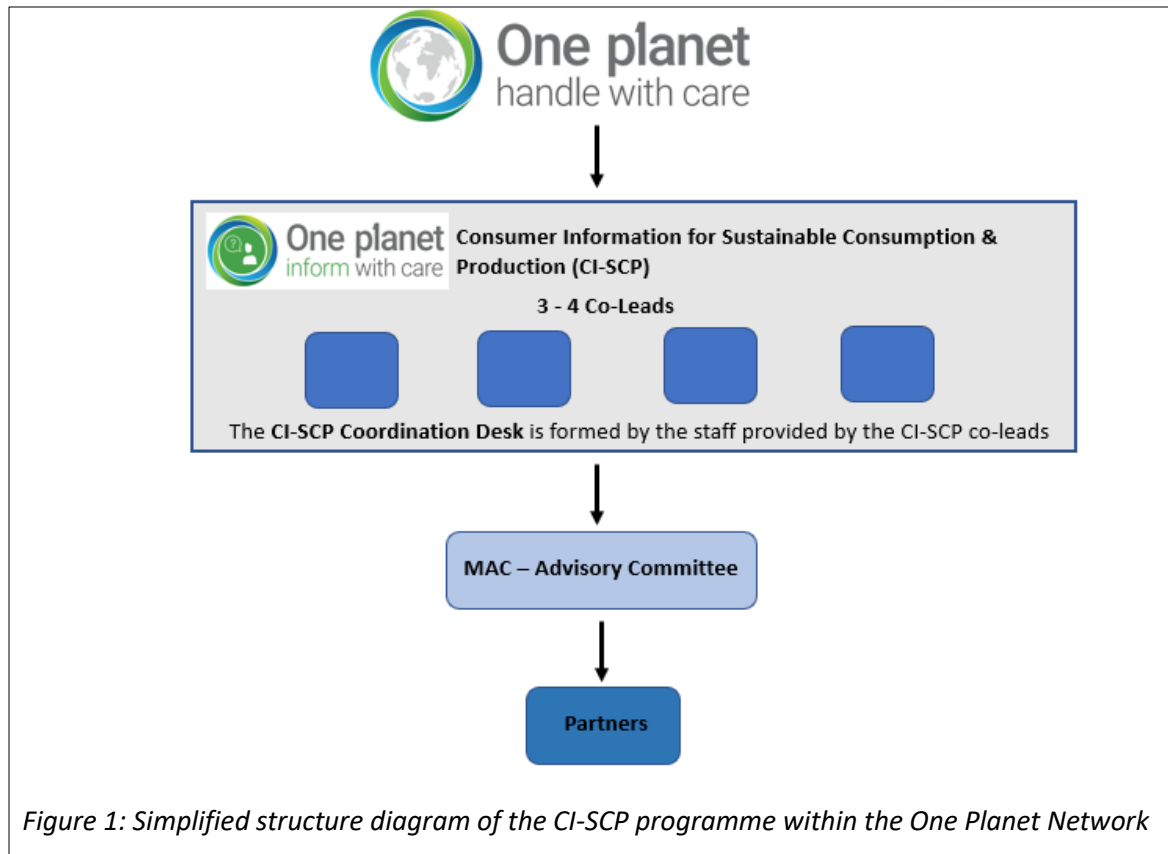 One planet
handle with care
One planet
inform with care
Consumer Information for Sustainable Consumption &
Production (CI-SCP)
3 - 4 Co-Leads
The CI-SCP Coordination Desk is formed by the staff provided by the CI-SCP co-leads
MAC – Advisory Committee
Partners
Figure 1: Simplified structure diagram of the CI-SCP programme within the One Planet Network